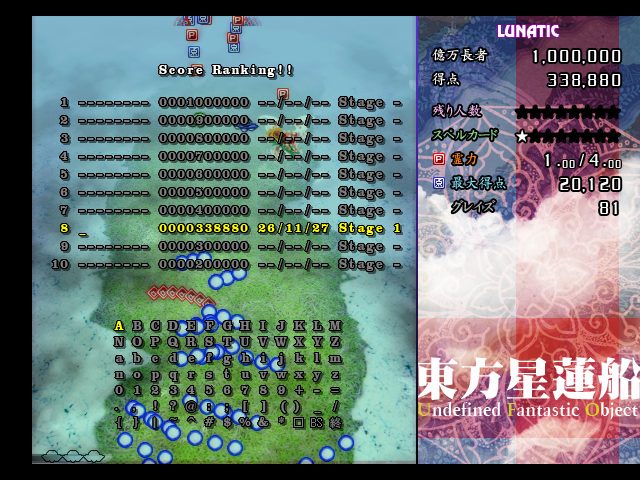 Score Ranking!!
1 -------- 0001000000 --/--/-- Stage -
2 -------- 0000900000 --/--/-- Stage -
3 -------- 0000800000 --/--/-- Stage -
4 -------- 0000700000 --/--/-- Stage -
5 -------- 0000600000 --/--/-- Stage -
6 -------- 0000500000 --/--/-- Stage -
7 -------- 0000400000 --/--/-- Stage -
8 _ 0000338880 26/11/27 Stage 1
9 -------- 0000300000 --/--/-- Stage -
10 -------- 0000200000 --/--/-- Stage -
A B C D E F G H I J K L M
N O P Q R S T U V W X Y Z
a b c d e f g h i j k l m
n o p q r s t u v w x y z
0 1 2 3 4 5 6 7 8 9 + - =
. , ! ? @ : ; [ ] ( ) _ /
{ } | ~ ^ # $ % & * □ BS 終
LUNATIC
億万長者 1,000,000
得点 338,880
残り人数
スペルカード
P 霊力 1.00/4.00
点 最大得点 20,120
グレイズ 81
東方星蓮船
Undefined Fantastic Object